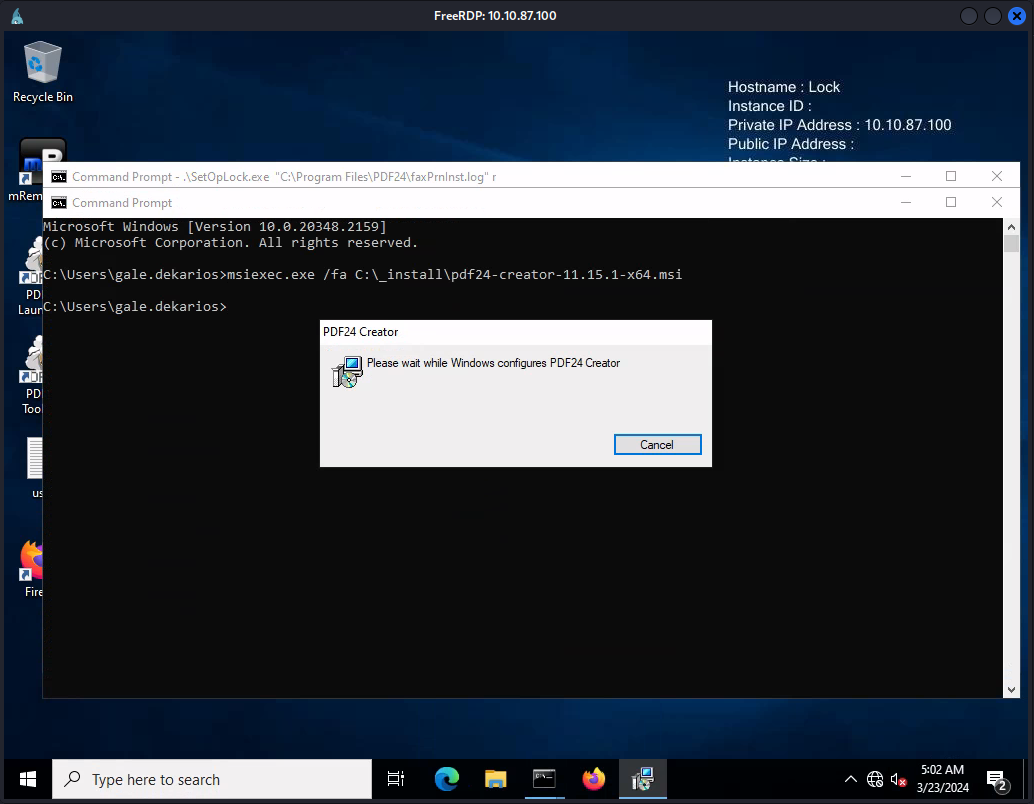 FreeRDP: 10.10.87.100
Recycle Bin
Hostname : Lock
Instance ID :
Private IP Address : 10.10.87.100
Public IP Address :
Instance Size :
mRem
Command Prompt - .\SetOpLock.exe "C:\Program Files\PDF24\faxPrnInst.log" r
Command Prompt
Microsoft Windows [Version 10.0.20348.2159]
(c) Microsoft Corporation. All rights reserved.
C:\Users\gale.dekarios>msiexec.exe /fa C:\_install\pdf24-creator-11.15.1-x64.msi
C:\Users\gale.dekarios>
PD
Lau
PDF24 Creator
Please wait while Windows configures PDF24 Creator
Cancel
PD
Too
us
Fire
Type here to search
5:02 AM
3/23/2024
2